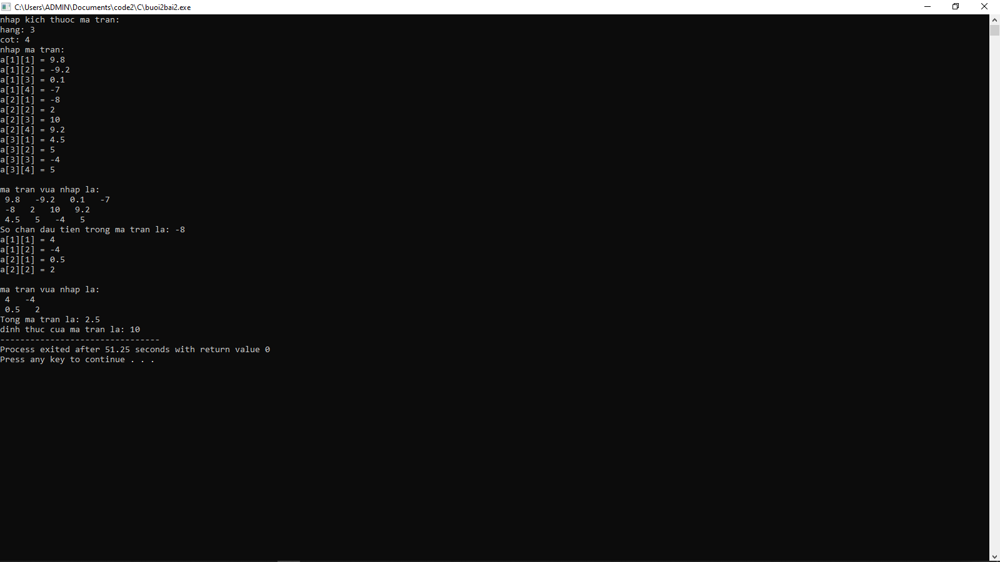 C:\Users\ADMIN\Documents\code2\C\buoi2bai2.exe
nhap kich thuoc ma tran:
hang: 3
cot: 4
nhap ma tran:
a[1][1] = 9.8
a[1][2] = -9.2
a[1][3] = 0.1
a[1][4] = -7
a[2][1] = -8
a[2][2] = 2
a[2][3] = 10
a[2][4] = 9.2
a[3][1] = 4.5
a[3][2] = 5
a[3][3] = -4
a[3][4] = 5
ma tran vua nhap la:
 9.8   -9.2   0.1   -7
 -8   2   10   9.2
 4.5   5   -4   5
So chan dau tien trong ma tran la: -8
a[1][1] = 4
a[1][2] = -4
a[2][1] = 0.5
a[2][2] = 2
ma tran vua nhap la:
 4   -4
 0.5   2
Tong ma tran la: 2.5
dinh thuc cua ma tran la: 10
--------------------------------
Process exited after 51.25 seconds with return value 0
Press any key to continue . . .